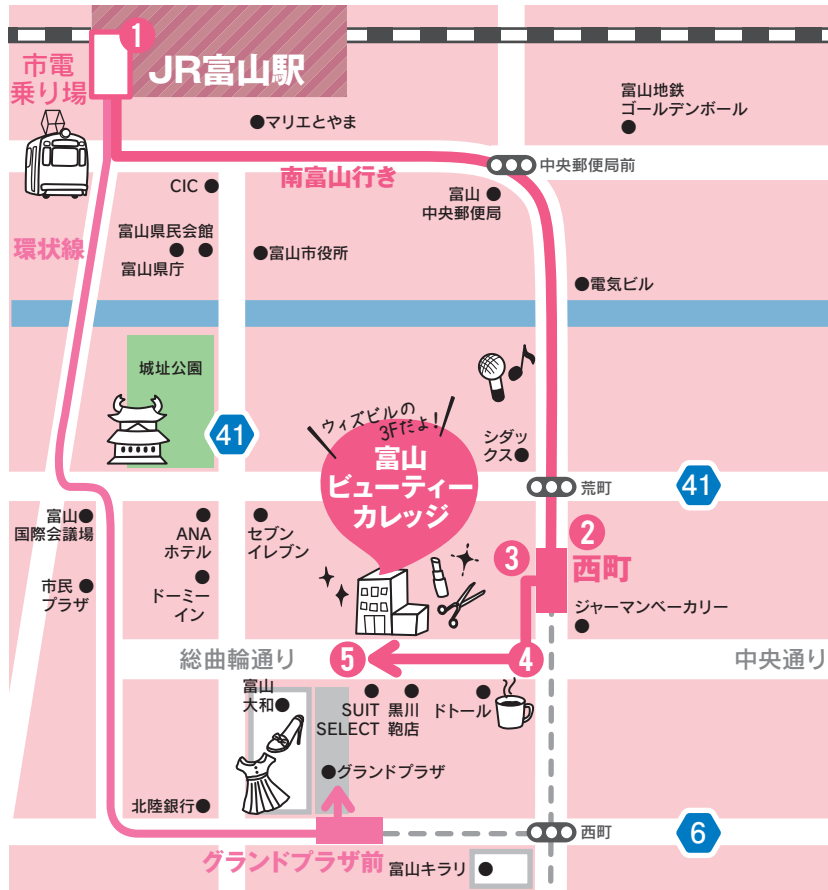 1
JR富山駅
市電
乗り場
マリエとやま
富山地鉄
ゴールデンボール
南富山行き
中央郵便局前
CIC
富山
中央郵便局
富山県民会館
環状線
富山県庁
富山市役所
電気ビル
城址公園
41
ウィズビルの
3Fだよ!
富山
ビューティー
カレッジ
シダッ
クス
荒町
41
富山
国際会議場
ANA
ホテル
セブン
イレブン
2
3
西町
市民
プラザ
ドーミー
イン
ジャーマンベーカリー
総曲輪通り
5
4
中央通り
富山
大和
SUIT
SELECT
黒川
鞄店
ドトール
グランドプラザ
北陸銀行
西町
6
グランドプラザ前
富山キラリ